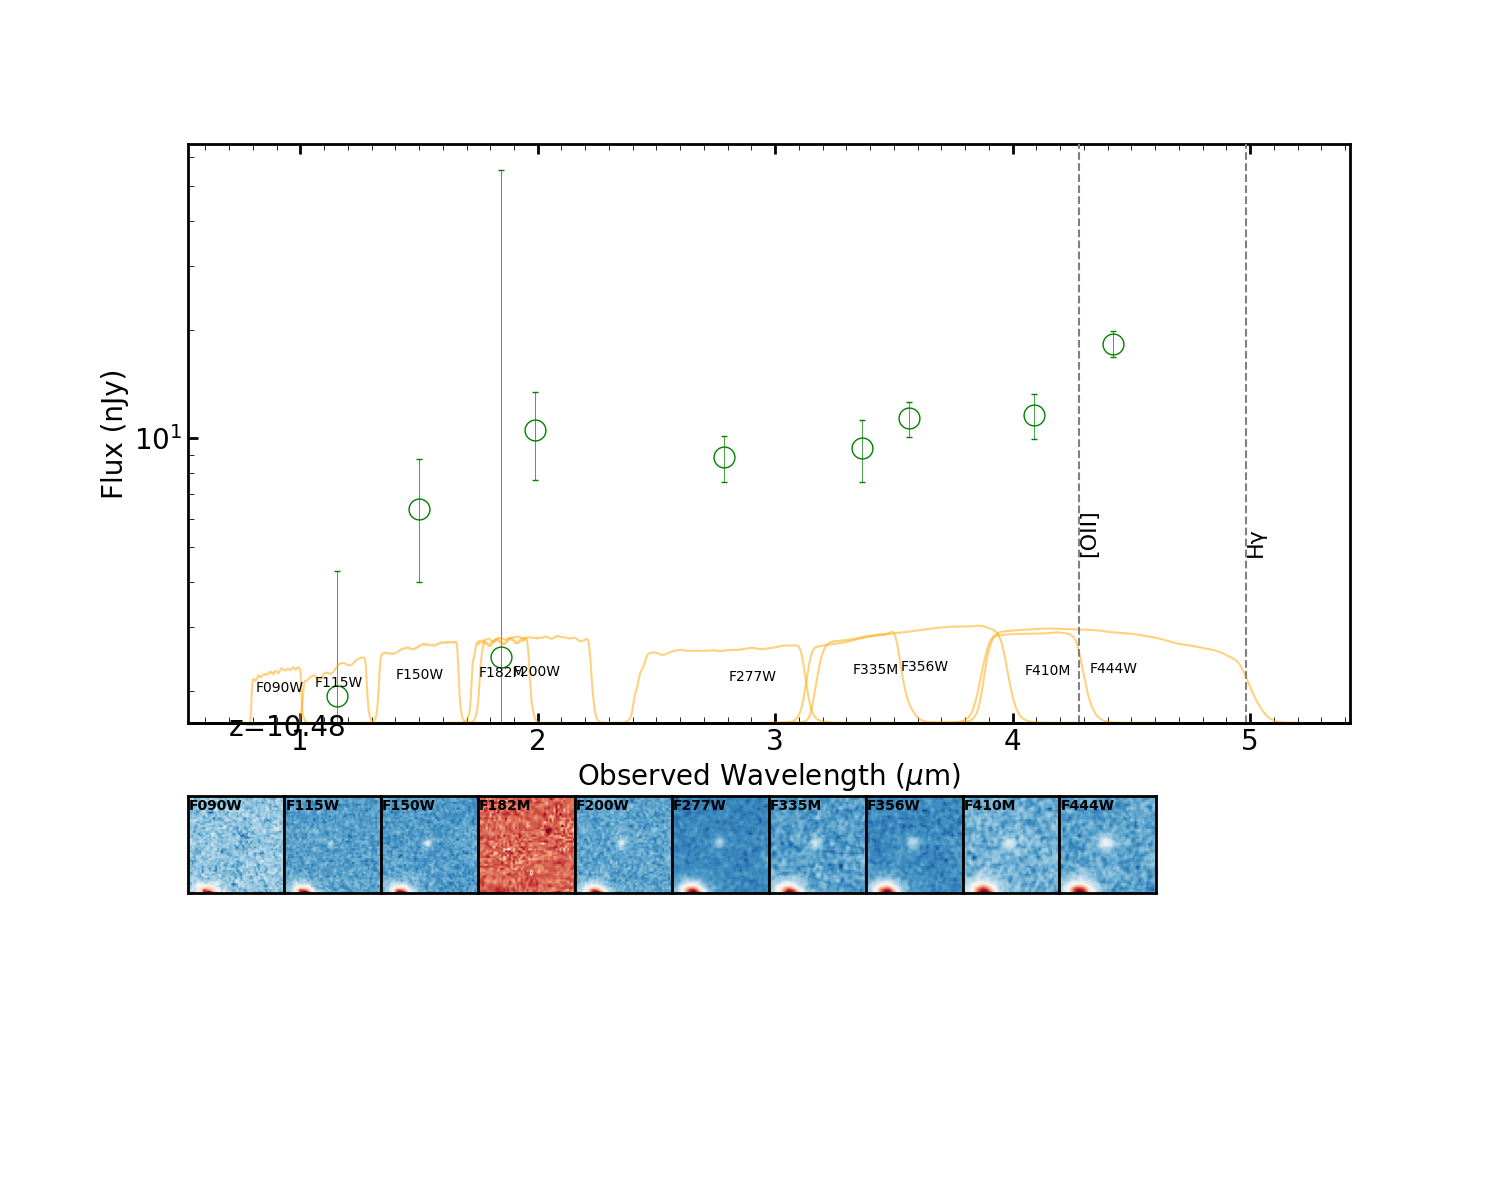 Flux (nJy)
10¹
[OII]
Hγ
F090W
F115W
F150W
F182M
F200W
F277W
F335M
F356W
F410M
F444W
z=10.48
1 2 3 4 5
Observed Wavelength (μm)
F090W F115W F150W F182M F200W F277W F335M F356W F410M F444W